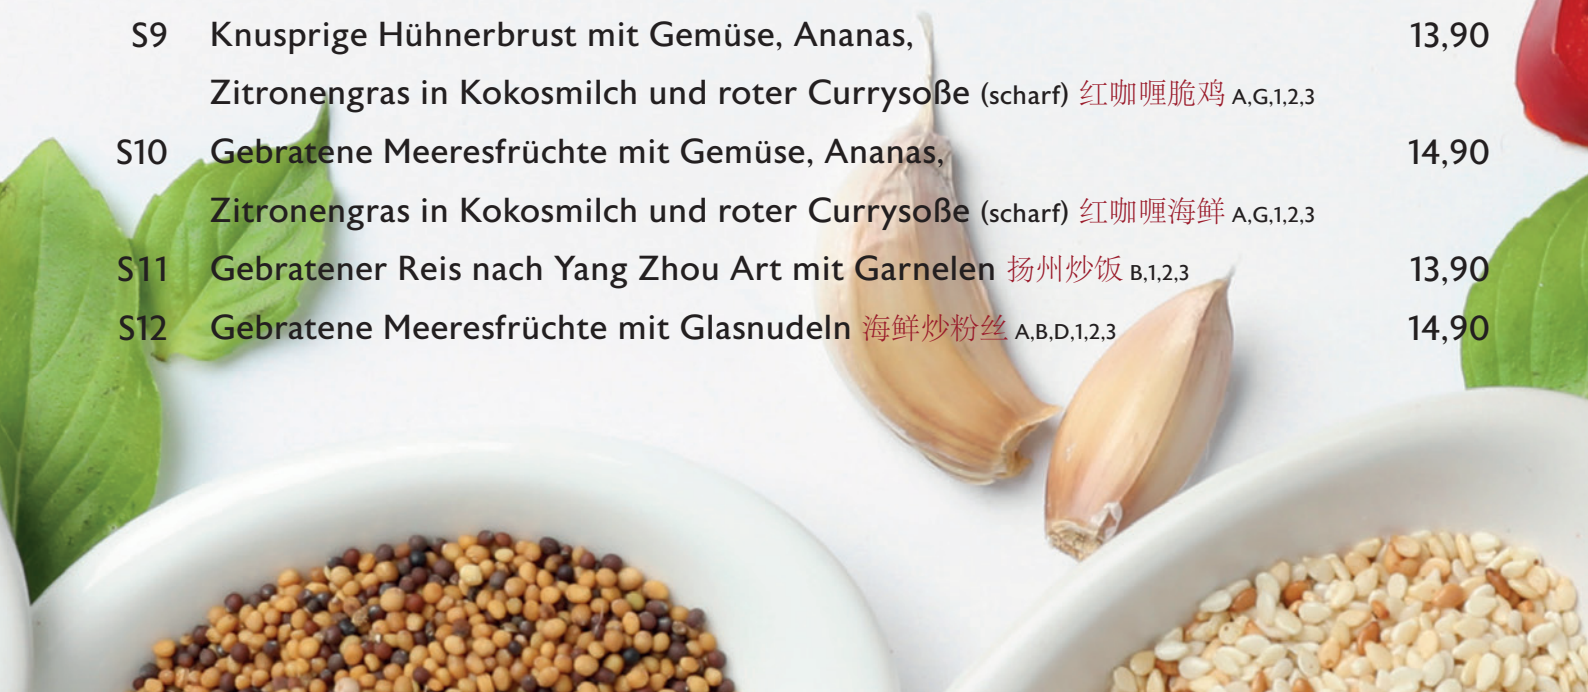 S9 Knusprige Hühnerbrust mit Gemüse, Ananas, 13,90
Zitronengras in Kokosmilch und roter Currysoße (scharf) 红咖喱脆鸡 A,G,1,2,3
S10 Gebratene Meeresfrüchte mit Gemüse, Ananas, 14,90
Zitronengras in Kokosmilch und roter Currysoße (scharf) 红咖喱海鲜 A,G,1,2,3
S11 Gebratener Reis nach Yang Zhou Art mit Garnelen 扬州炒饭 B,1,2,3 13,90
S12 Gebratene Meeresfrüchte mit Glasnudeln 海鲜炒粉丝 A,B,D,1,2,3 14,90